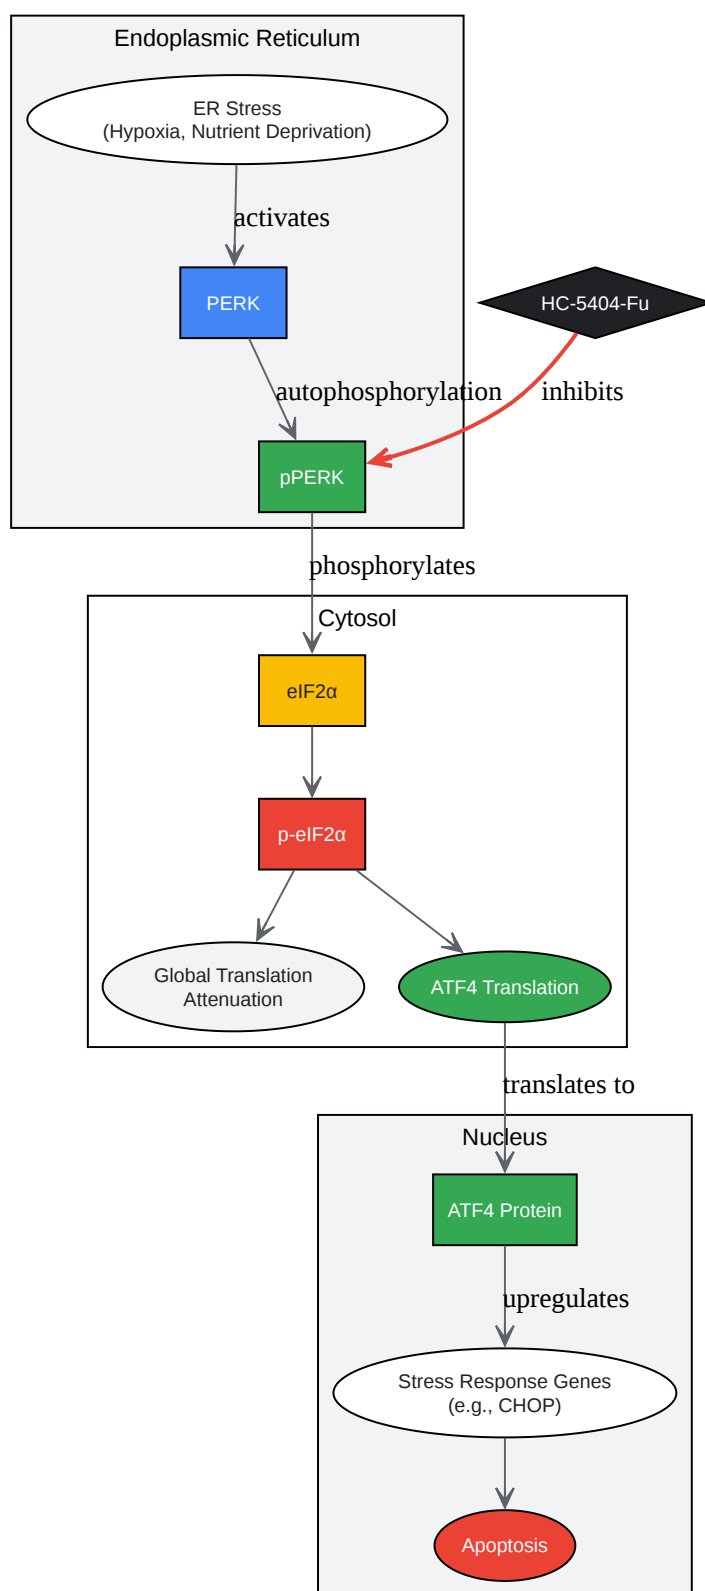 Endoplasmic Reticulum
ER Stress
(Hypoxia, Nutrient Deprivation)
activates
PERK
HC-5404-Fu
autophosphorylation
inhibits
pPERK
phosphorylates
Cytosol
eIF2α
p-eIF2α
Global Translation
Attenuation
ATF4 Translation
translates to
Nucleus
ATF4 Protein
upregulates
Stress Response Genes
(e.g., CHOP)
Apoptosis